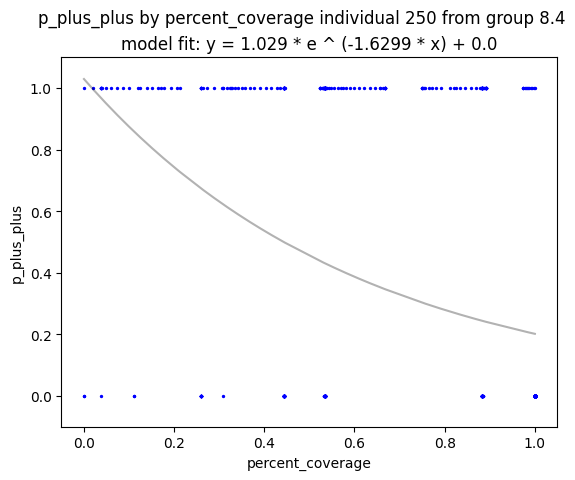 p_plus_plus by percent_coverage individual 250 from group 8.4
model fit: y = 1.029 * e ^ (-1.6299 * x) + 0.0
1.0
0.8
0.6
0.4
0.2
0.0
p_plus_plus
0.0 0.2 0.4 0.6 0.8 1.0
percent_coverage